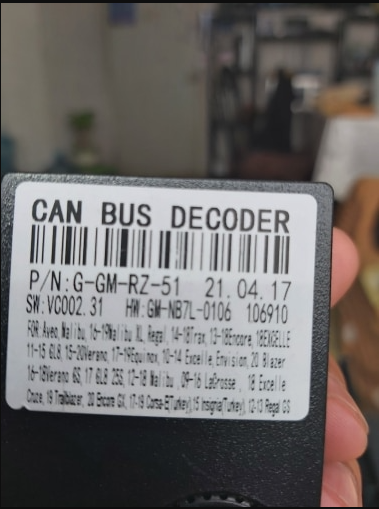 CAN BUS DECODER
P/N:G-GM-RZ-51 21.04.17
SW:VC002.31 HW:GM-NB7L-0106 106910
FOR Aveo, Malibu, 16-19Malibu XL, Regal, 14-18Trax, 13-18Encore, 18EXCELLE
11-15 GL8, 15-20Verano, 17-19Equinox, 10-14 Excelle, Envision, 20 Blazer
16-18Verano GS, 17 GL8 25S, 12-18 Malibu, 09-16 LaCrosse, 18 Excelle
Cruze, 19 Trailblazer, 20 Encore GX, 17-19 Corsa-E(Turkey),15 Insignia(Turkey), 12-13 Regal GS